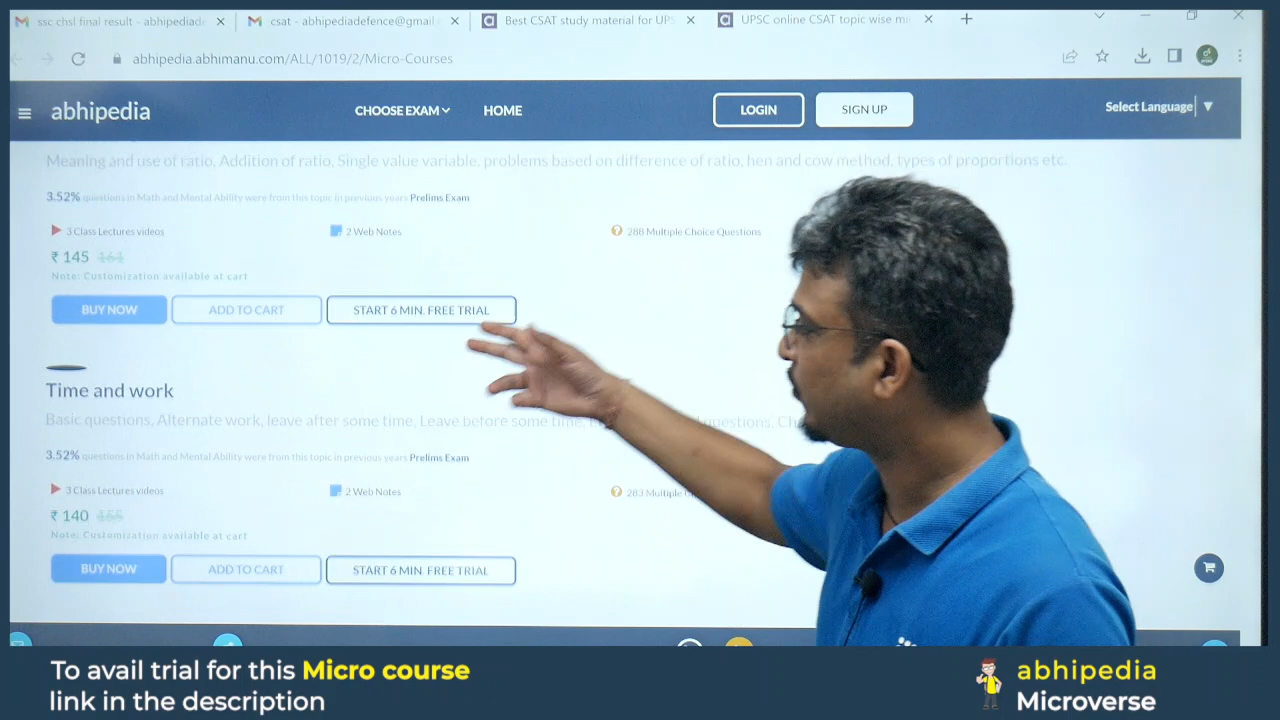 ssc chsl final result - abhipediade
csat - abhipediadefence@gmail
Best CSAT study material for UPS
UPSC online CSAT topic wise mi
abhipedia.abhimanu.com/ALL/1019/2/Micro-Courses
abhipedia
CHOOSE EXAM
HOME
LOGIN
SIGN UP
Select Language
Meaning and use of ratio, Addition of ratio, Single value variable, problems based on difference of ratio, hen and cow method, types of proportions etc.
3.52% questions in Math and Mental Ability were from this topic in previous years Prelims Exam
3 Class Lectures videos
2 Web Notes
288 Multiple Choice Questions
₹ 145 161
Note: Customization available at cart
BUY NOW
ADD TO CART
START 6 MIN. FREE TRIAL
Time and work
Basic questions, Alternate work, leave after some time, Leave before some time,
3.52% questions in Math and Mental Ability were from this topic in previous years Prelims Exam
3 Class Lectures videos
2 Web Notes
283 Multiple
₹ 140 155
Note: Customization available at cart
BUY NOW
ADD TO CART
START 6 MIN. FREE TRIAL
To avail trial for this Micro course
link in the description
abhipedia
Microverse